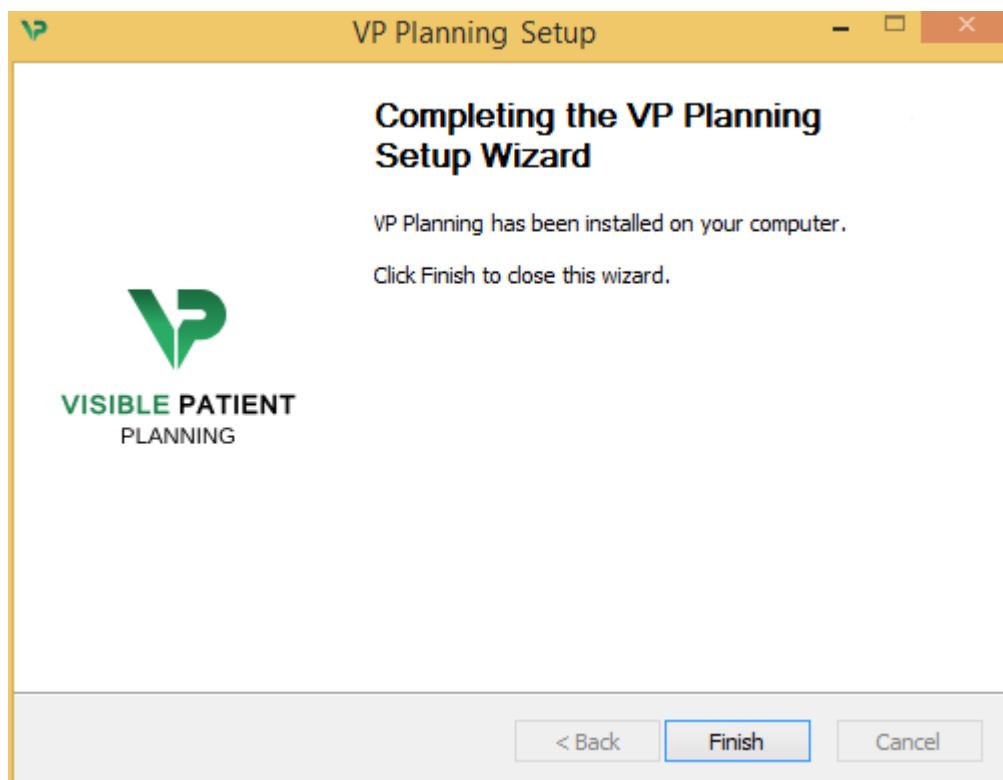 VP Planning Setup
Completing the VP Planning
Setup Wizard
VP Planning has been installed on your computer.
Click Finish to close this wizard.
VP
VISIBLE PATIENT
PLANNING
< Back
Finish
Cancel